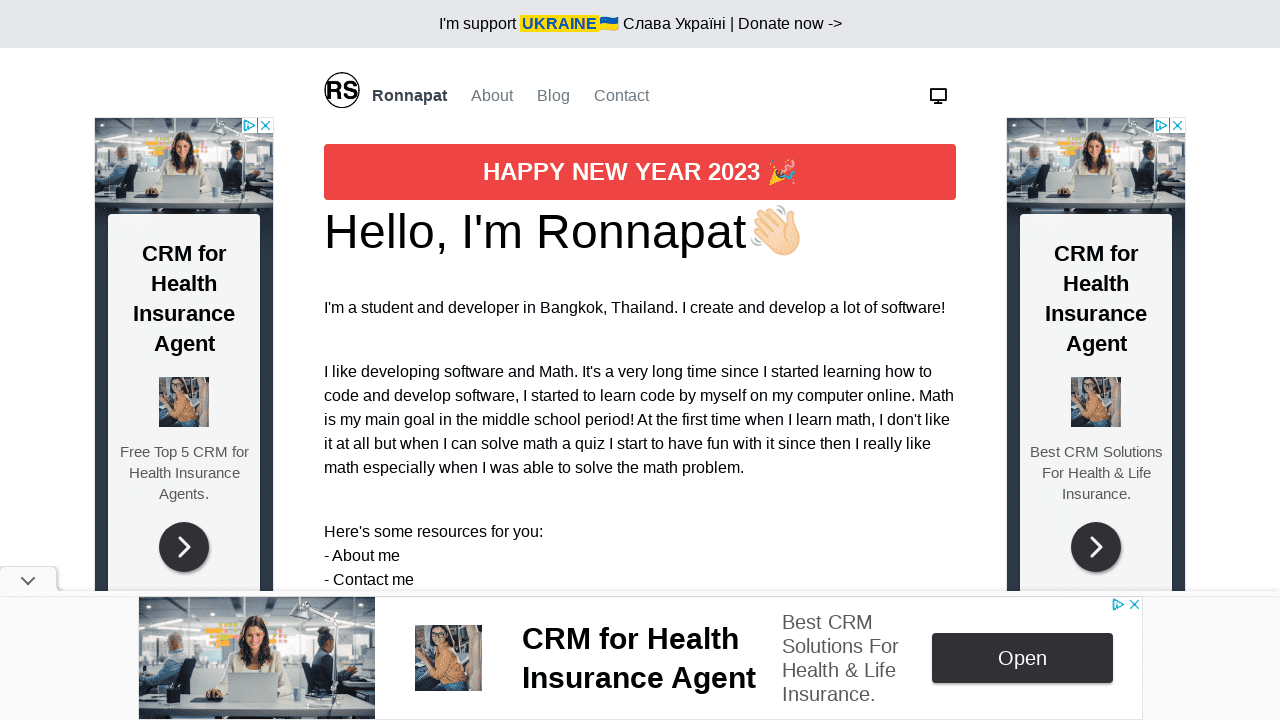 I'm support UKRAINE🇺🇦 Слава Україні | Donate now ->
RS
Ronnapat About Blog Contact
HAPPY NEW YEAR 2023 🎉
Hello, I'm Ronnapat👋🏻
I'm a student and developer in Bangkok, Thailand. I create and develop a lot of software!
I like developing software and Math. It's a very long time since I started learning how to
code and develop software, I started to learn code by myself on my computer online. Math
is my main goal in the middle school period! At the first time when I learn math, I don't like
it at all but when I can solve math a quiz I start to have fun with it since then I really like
math especially when I was able to solve the math problem.
Here's some resources for you:
- About me
- Contact me
CRM for
Health
Insurance
Agent
Free Top 5 CRM for
Health Insurance
Agents.
CRM for
Health
Insurance
Agent
Best CRM Solutions
For Health & Life
Insurance.
CRM for Health
Insurance Agent
Best CRM
Solutions For
Health & Life
Insurance.
Open